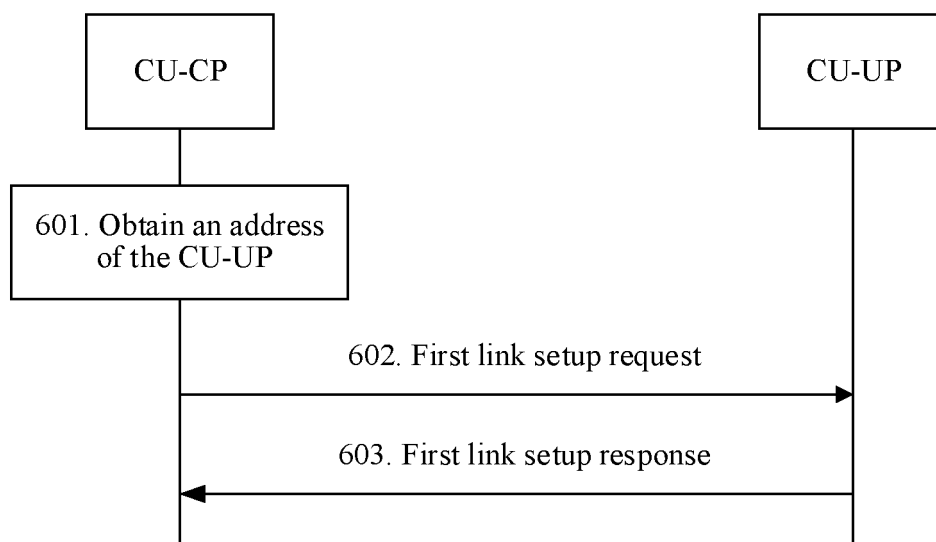 CU-CP
CU-UP
601. Obtain an address
of the CU-UP
602. First link setup request
603. First link setup response